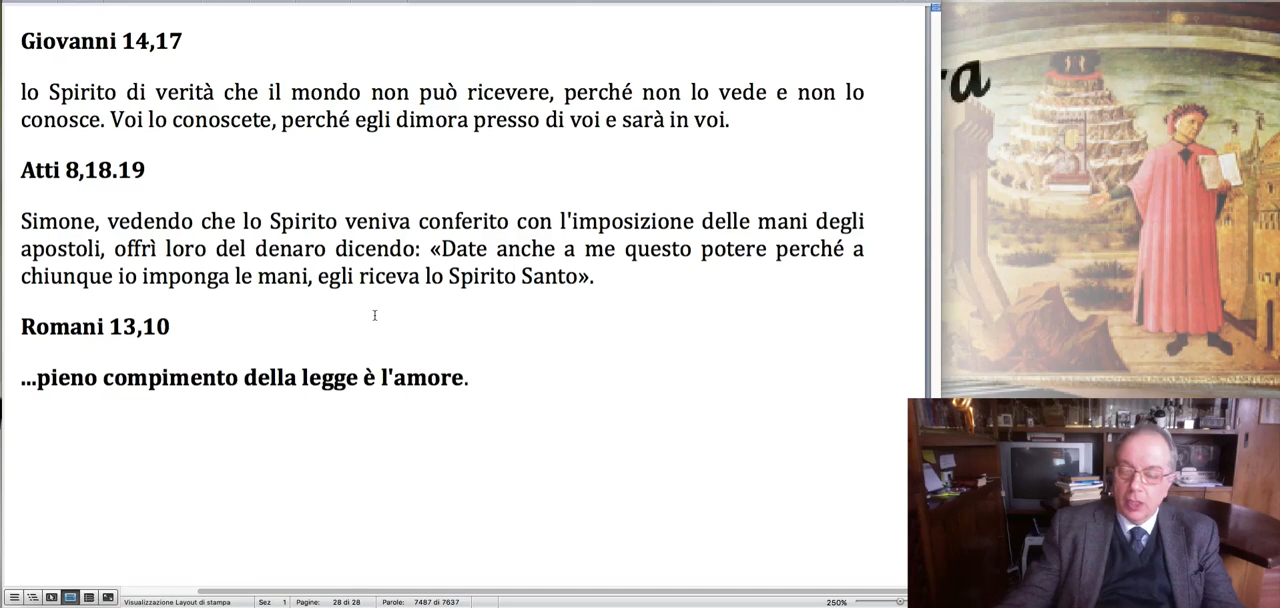 Giovanni 14,17
lo Spirito di verità che il mondo non può ricevere, perché non lo vede e non lo
conosce. Voi lo conoscete, perché egli dimora presso di voi e sarà in voi.
Atti 8,18.19
Simone, vedendo che lo Spirito veniva conferito con l'imposizione delle mani degli
apostoli, offrì loro del denaro dicendo: «Date anche a me questo potere perché a
chiunque io imponga le mani, egli riceva lo Spirito Santo».
Romani 13,10
...pieno compimento della legge è l'amore.
ra
Visualizzazione Layout di stampa Sez 1 Pagine: 28 di 28 Parole: 7487 di 7637 250%